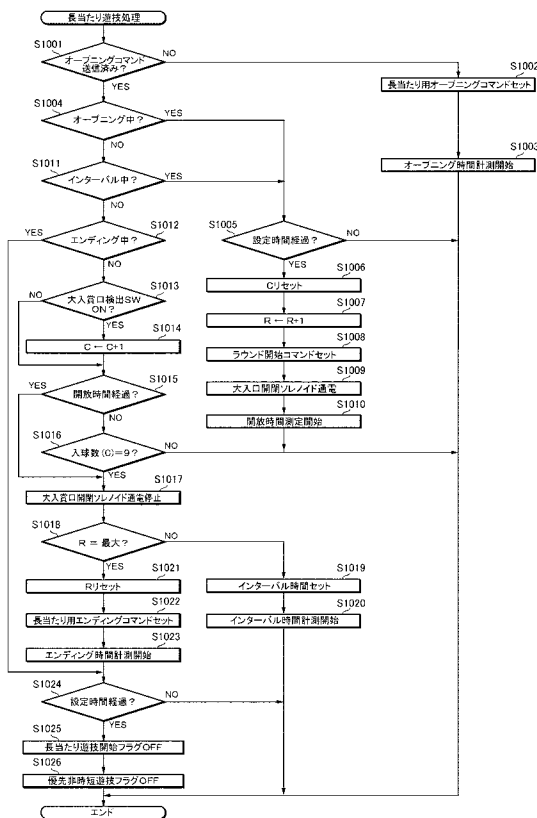 長当たり遊技処理
S1001
オープニングコマンド
送信済み?
NO
YES
S1002
長当たり用オープニングコマンドセット
S1003
オープニング時間計測開始
S1004
オープニング中?
YES
NO
S1011
インターバル中?
YES
NO
S1012
エンディング中?
YES
NO
S1005
設定時間経過?
NO
YES
S1006
Cリセット
S1007
R ← R+1
S1008
ラウンド開始コマンドセット
S1009
大入口開閉ソレノイド通電
S1010
開放時間測定開始
S1013
大入賞口検出SW
ON?
NO
YES
S1014
C ← C+1
S1015
開放時間経過?
YES
NO
S1016
入球数(C)=9?
NO
YES
S1017
大入賞口開閉ソレノイド通電停止
S1018
R = 最大?
NO
YES
S1019
インターバル時間セット
S1020
インターバル時間計測開始
S1021
Rリセット
S1022
長当たり用エンディングコマンドセット
S1023
エンディング時間計測開始
S1024
設定時間経過?
NO
YES
S1025
長当たり遊技開始フラグOFF
S1026
優先非時短遊技フラグOFF
エンド